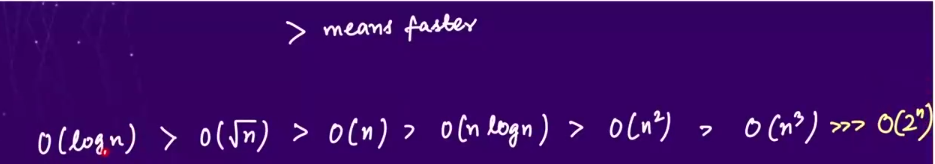 > means faster
O(log n) > O(√n) > O(n) > O(n log n) > O(n²) > O(n³) >>> O(2ⁿ)